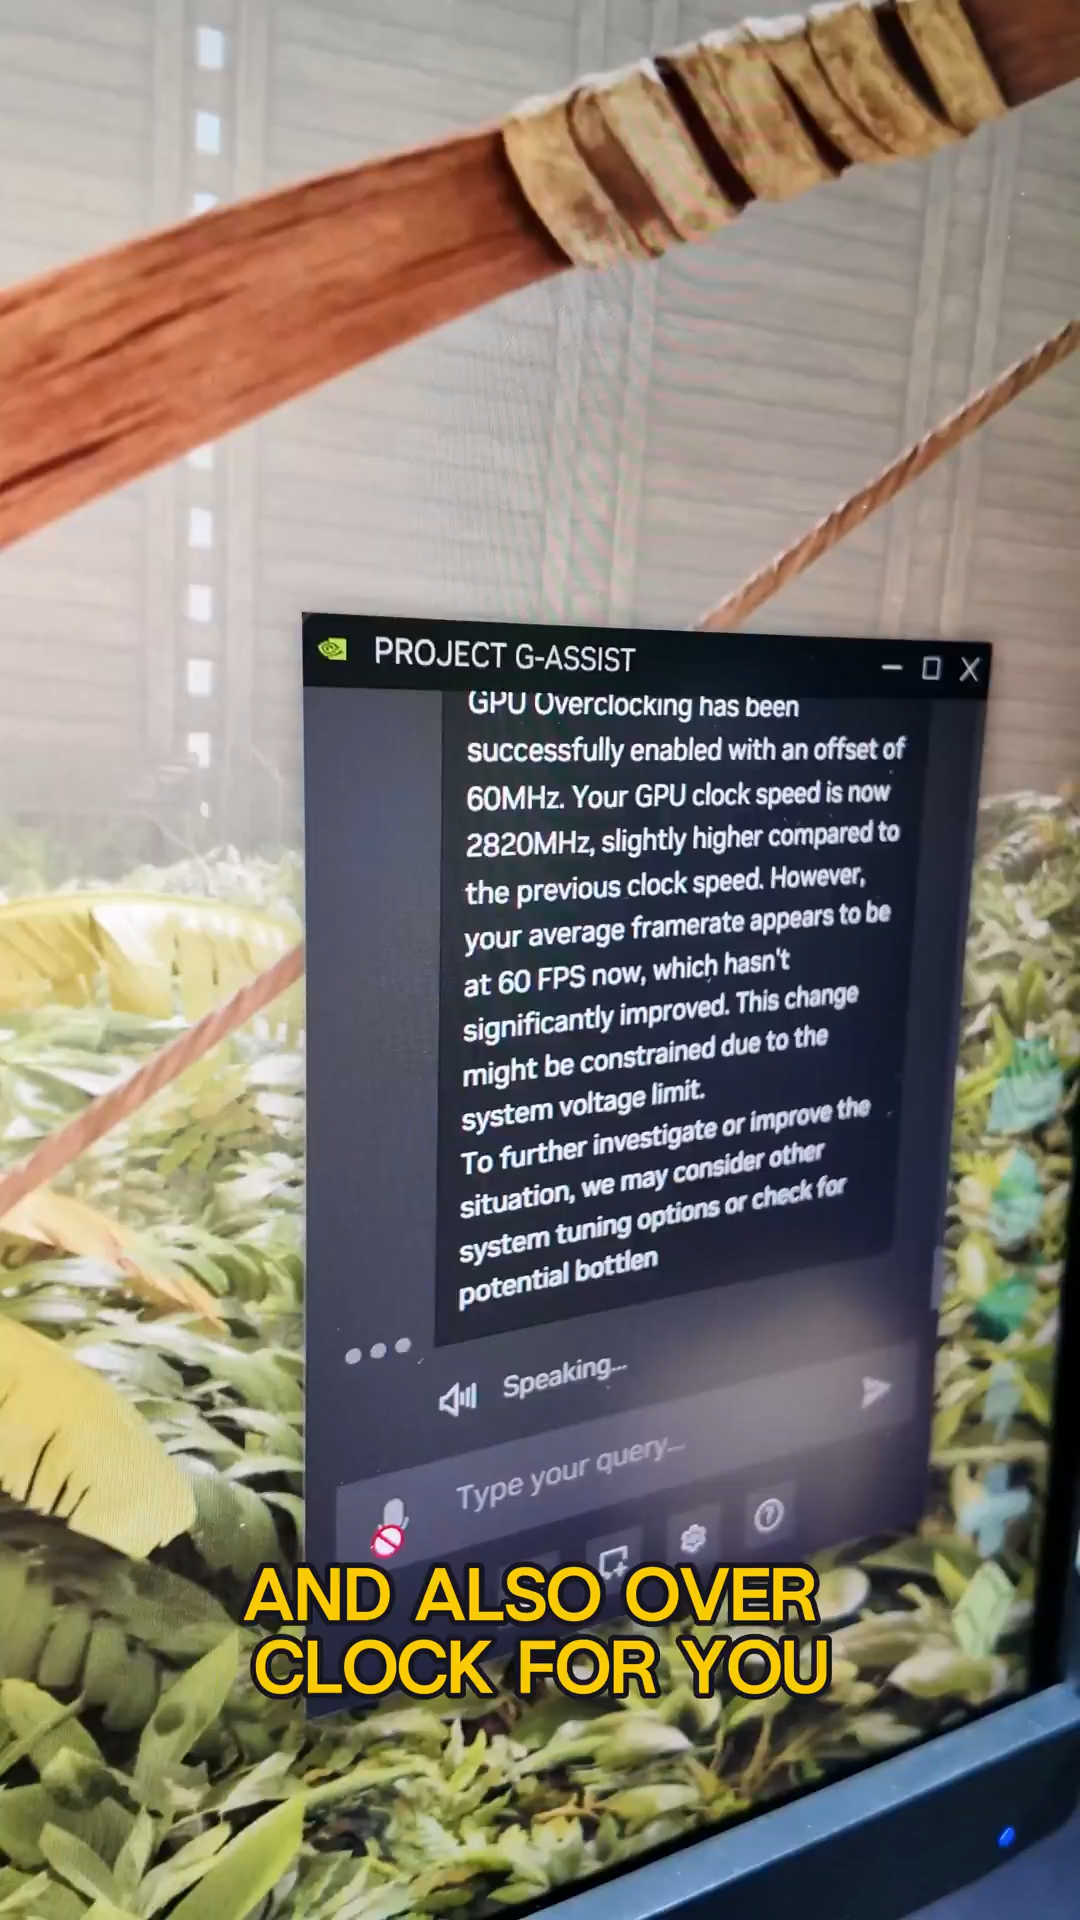 PROJECT G-ASSIST
GPU Overclocking has been
successfully enabled with an offset of
60MHz. Your GPU clock speed is now
2820MHz, slightly higher compared to
the previous clock speed. However,
your average framerate appears to be
at 60 FPS now, which hasn't
significantly improved. This change
might be constrained due to the
system voltage limit.
To further investigate or improve the
situation, we may consider other
system tuning options or check for
potential bottlen
Speaking...
Type your query...
AND ALSO OVER
CLOCK FOR YOU